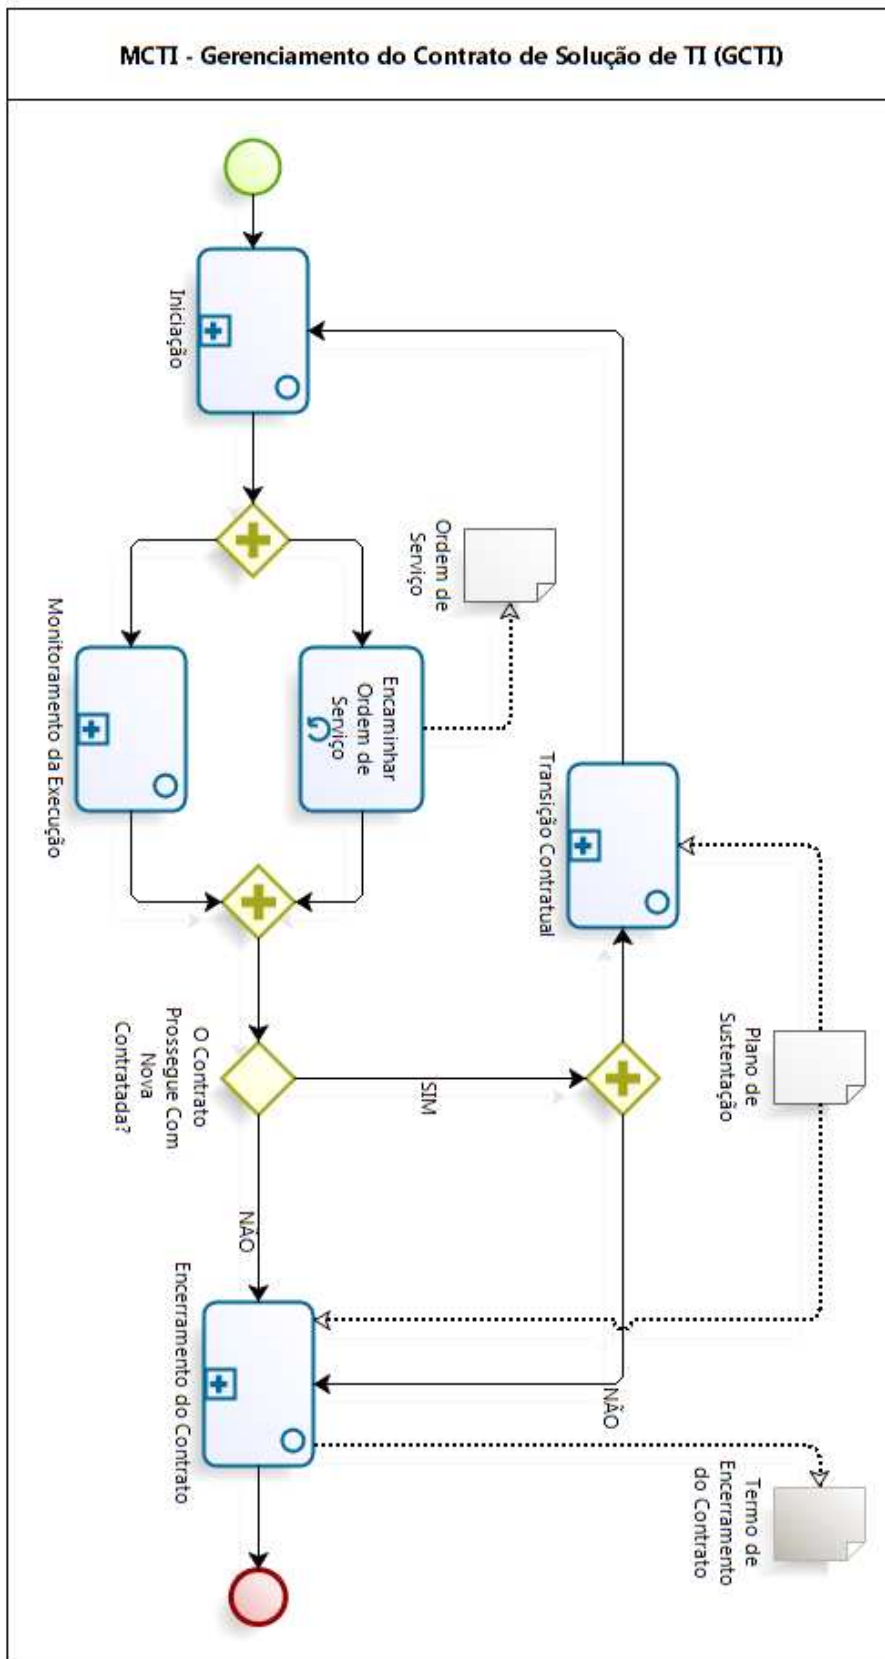 MCTI - Gerenciamento do Contrato de Solução de TI (GCTI)
Iniciação
Ordem de
Serviço
Encaminhar
Ordem de
Serviço
Monitoramento da Execução
Transição Contratual
Plano de
Sustentação
O Contrato
Prossegue Com
Nova
Contratada?
SIM
NÃO
NÃO
Encerramento do Contrato
Termo de
Encerramento
do Contrato